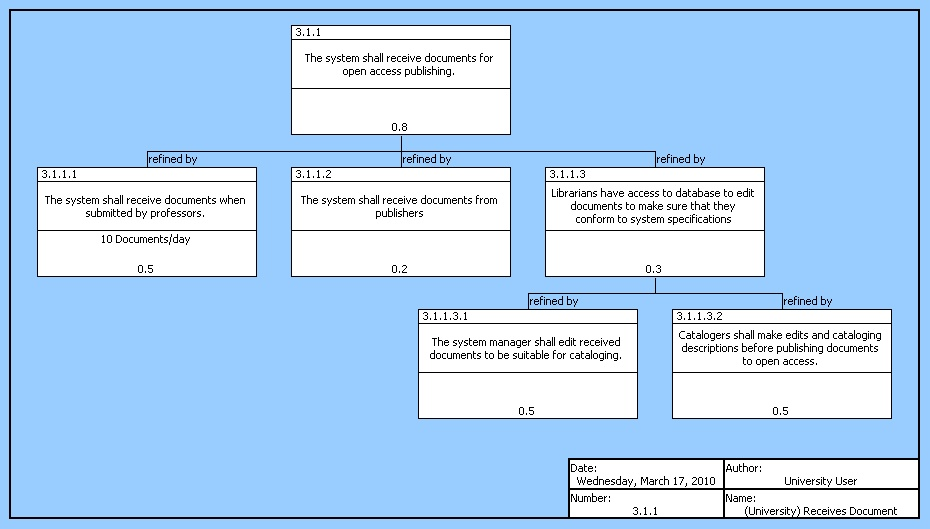 3.1.1
The system shall receive documents for
open access publishing.
0.8
refined by
refined by
refined by
3.1.1.1
The system shall receive documents when
submitted by professors.
10 Documents/day
0.5
3.1.1.2
The system shall receive documents from
publishers
0.2
3.1.1.3
Librarians have access to database to edit
documents to make sure that they
conform to system specifications
0.3
refined by
refined by
3.1.1.3.1
The system manager shall edit received
documents to be suitable for cataloging.
0.5
3.1.1.3.2
Catalogers shall make edits and cataloging
descriptions before publishing documents
to open access.
0.5
Date:
Wednesday, March 17, 2010
Author:
University User
Number:
3.1.1
Name:
(University) Receives Document